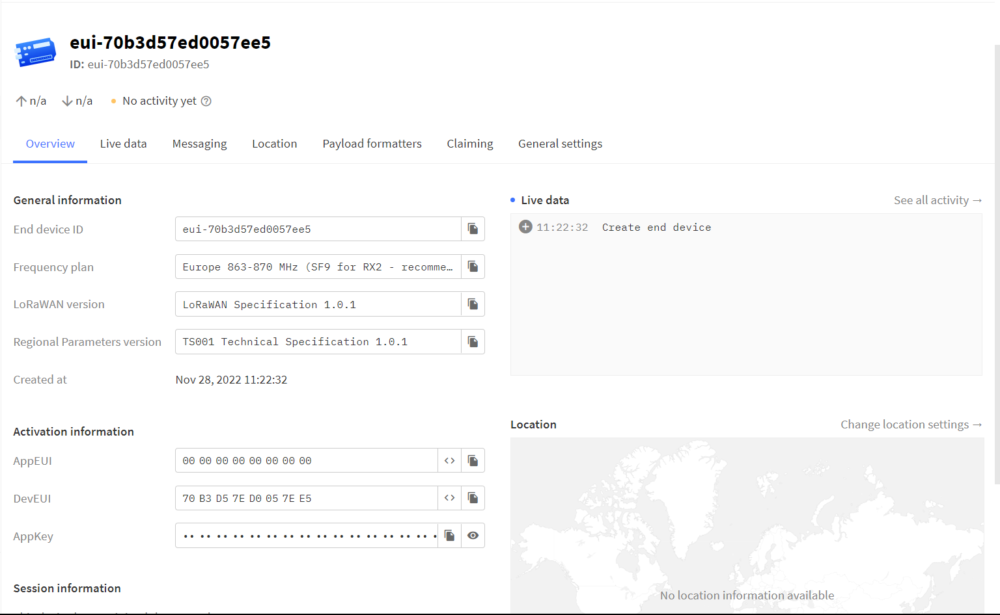 eui-70b3d57ed0057ee5
ID: eui-70b3d57ed0057ee5
n/a n/a No activity yet
Overview Live data Messaging Location Payload formatters Claiming General settings
General information
End device ID eui-70b3d57ed0057ee5
Frequency plan Europe 863-870 MHz (SF9 for RX2 - recomme…
LoRaWAN version LoRaWAN Specification 1.0.1
Regional Parameters version TS001 Technical Specification 1.0.1
Created at Nov 28, 2022 11:22:32
Activation information
AppEUI 00 00 00 00 00 00 00 00
DevEUI 70 B3 D5 7E D0 05 7E E5
AppKey
Session information
Live data See all activity →
11:22:32 Create end device
Location Change location settings →
No location information available